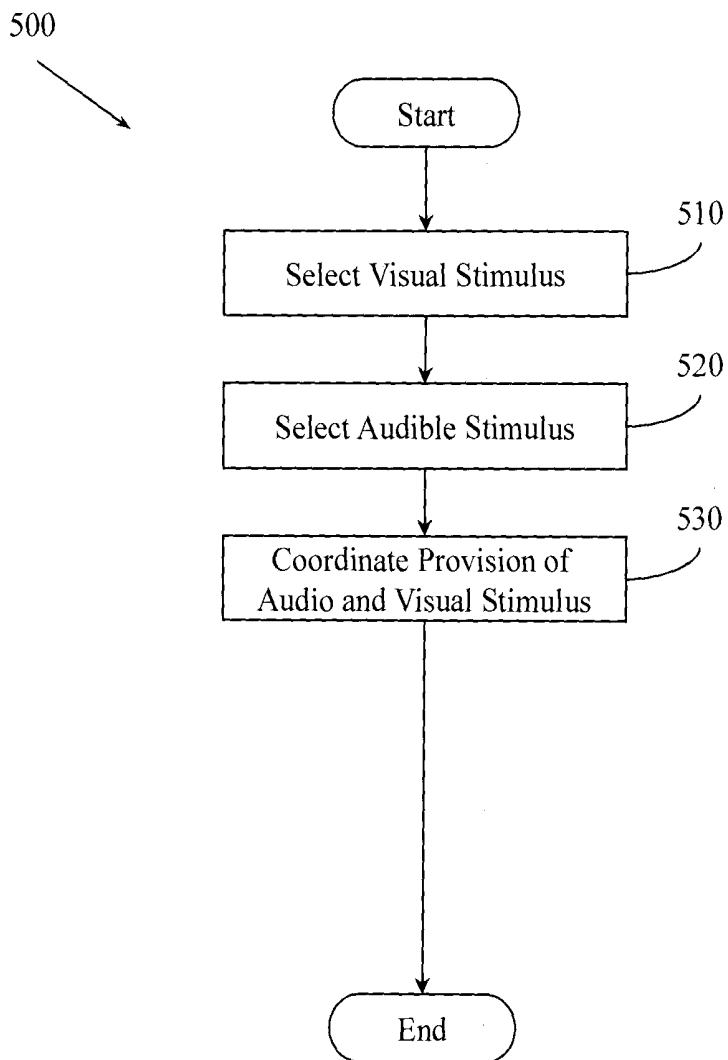 500
Start
510
Select Visual Stimulus
520
Select Audible Stimulus
530
Coordinate Provision of
Audio and Visual Stimulus
End